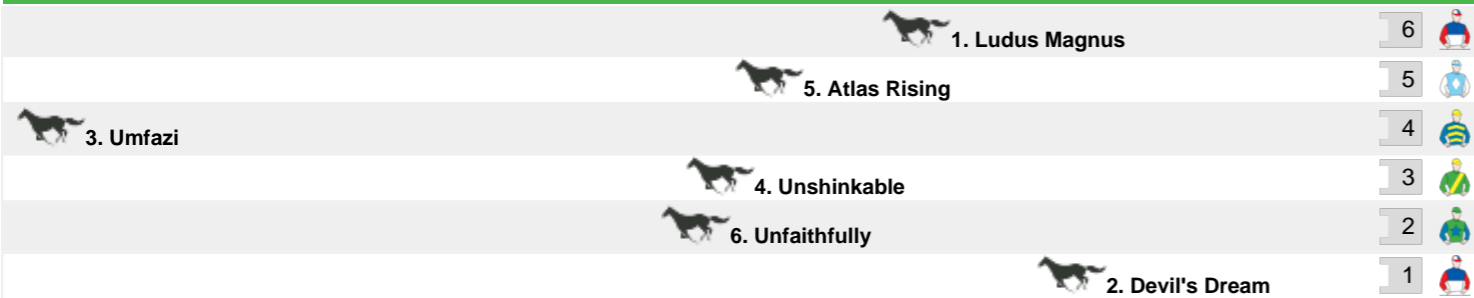 1. Ludus Magnus 6
5. Atlas Rising 5
3. Umfazi 4
4. Unshinkable 3
6. Unfaithfully 2
2. Devil's Dream 1